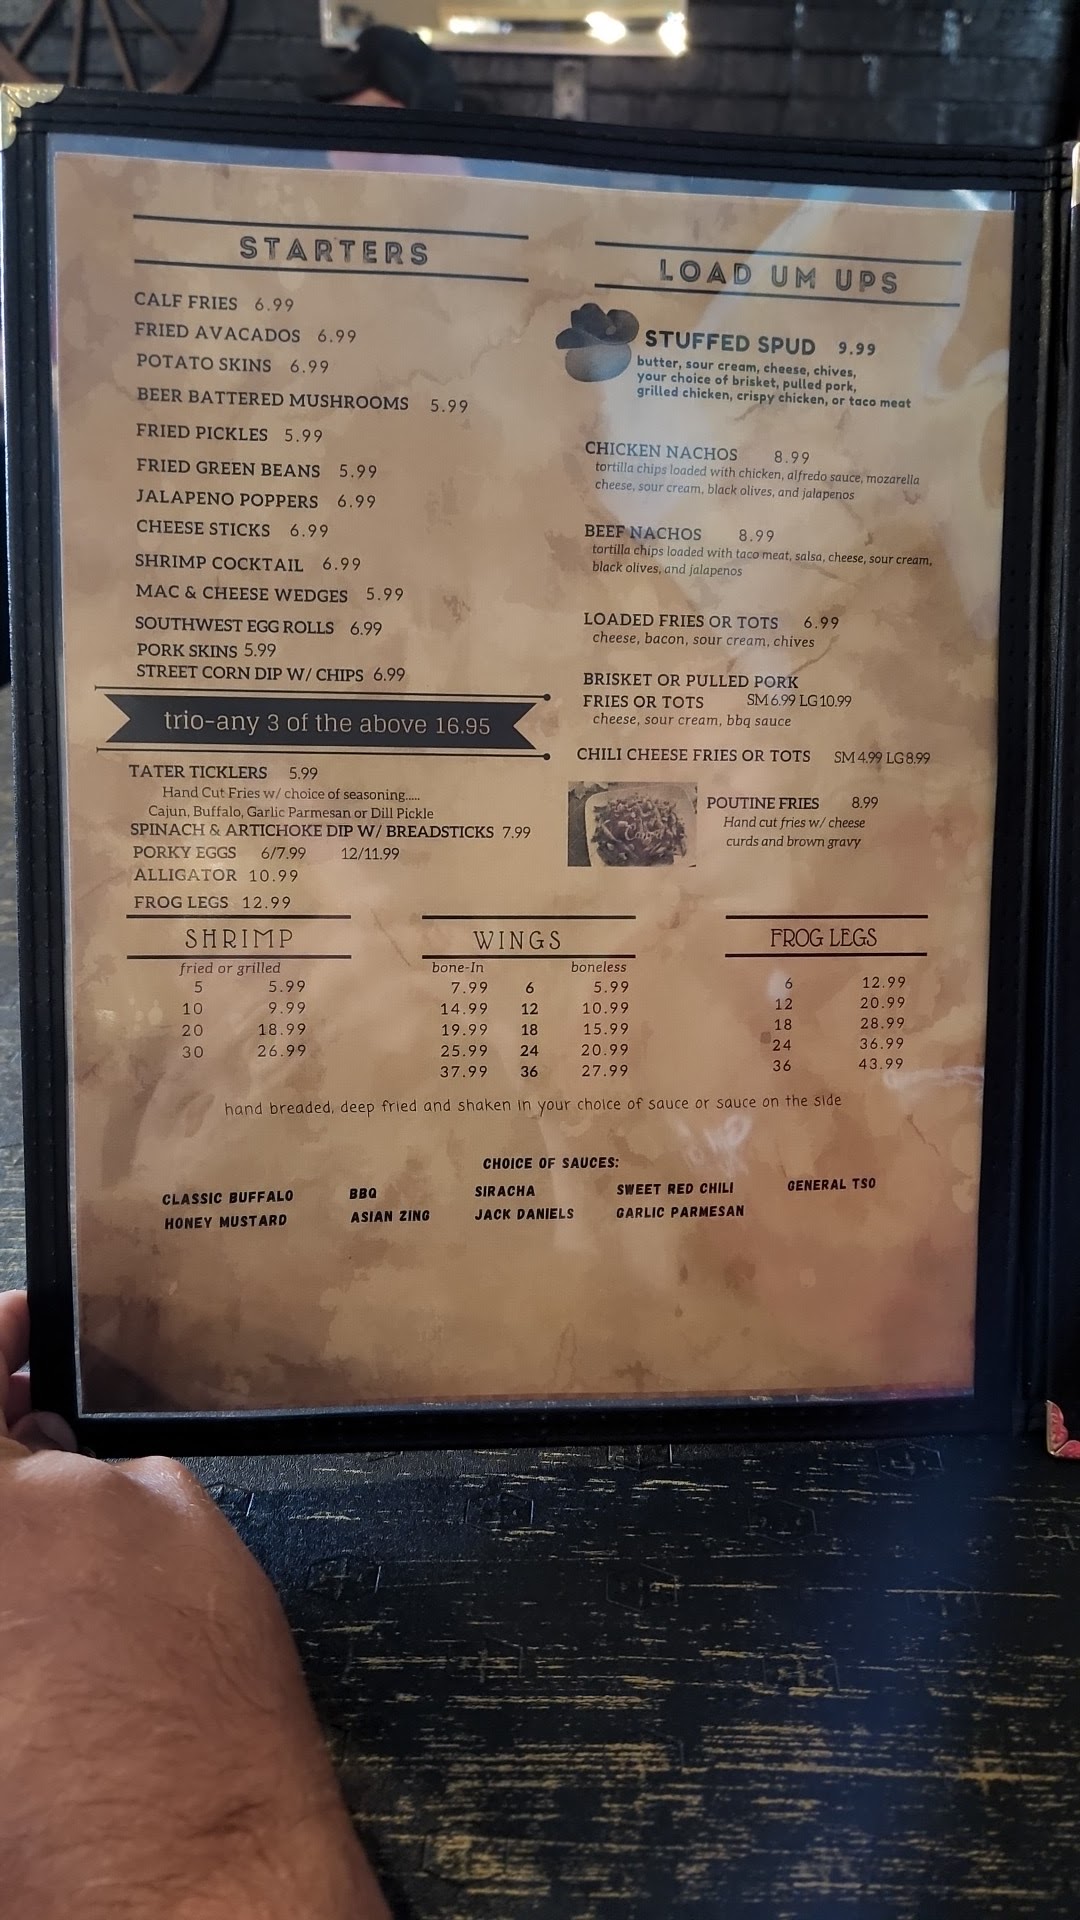 STARTERS
CALF FRIES 6.99
FRIED AVACADOS 6.99
POTATO SKINS 6.99
BEER BATTERED MUSHROOMS 5.99
FRIED PICKLES 5.99
FRIED GREEN BEANS 5.99
JALAPENO POPPERS 6.99
CHEESE STICKS 6.99
SHRIMP COCKTAIL 6.99
MAC & CHEESE WEDGES 5.99
SOUTHWEST EGG ROLLS 6.99
PORK SKINS 5.99
STREET CORN DIP W/ CHIPS 6.99
trio-any 3 of the above 16.95
TATER TICKLERS 5.99
Hand Cut Fries w/ choice of seasoning.....
Cajun, Buffalo, Garlic Parmesan or Dill Pickle
SPINACH & ARTICHOKE DIP W/ BREADSTICKS 7.99
PORKY EGGS 6/7.99 12/11.99
ALLIGATOR 10.99
FROG LEGS 12.99
LOAD UM UPS
STUFFED SPUD 9.99
butter, sour cream, cheese, chives,
your choice of brisket, pulled pork,
grilled chicken, crispy chicken, or taco meat
CHICKEN NACHOS 8.99
tortilla chips loaded with chicken, alfredo sauce, mozarella
cheese, sour cream, black olives, and jalapenos
BEEF NACHOS 8.99
tortilla chips loaded with taco meat, salsa, cheese, sour cream,
black olives, and jalapenos
LOADED FRIES OR TOTS 6.99
cheese, bacon, sour cream, chives
BRISKET OR PULLED PORK
FRIES OR TOTS SM 6.99 LG 10.99
cheese, sour cream, bbq sauce
CHILI CHEESE FRIES OR TOTS SM 4.99 LG 8.99
POUTINE FRIES 8.99
Hand cut fries w/ cheese
curds and brown gravy
SHRIMP
fried or grilled
5 5.99
10 9.99
20 18.99
30 26.99
WINGS
bone-In boneless
7.99 6 5.99
14.99 12 10.99
19.99 18 15.99
25.99 24 20.99
37.99 36 27.99
FROG LEGS
6 12.99
12 20.99
18 28.99
24 36.99
36 43.99
hand breaded, deep fried and shaken in your choice of sauce or sauce on the side
CHOICE OF SAUCES:
CLASSIC BUFFALO BBQ SIRACHA SWEET RED CHILI GENERAL TSO
HONEY MUSTARD ASIAN ZING JACK DANIELS GARLIC PARMESAN